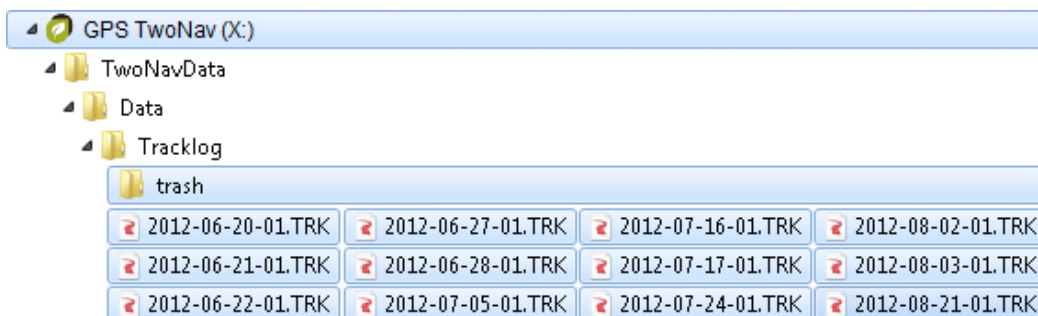 GPS TwoNav (X:)
TwoNavData
Data
Tracklog
trash
2012-06-20-01.TRK 2012-06-27-01.TRK 2012-07-16-01.TRK 2012-08-02-01.TRK
2012-06-21-01.TRK 2012-06-28-01.TRK 2012-07-17-01.TRK 2012-08-03-01.TRK
2012-06-22-01.TRK 2012-07-05-01.TRK 2012-07-24-01.TRK 2012-08-21-01.TRK